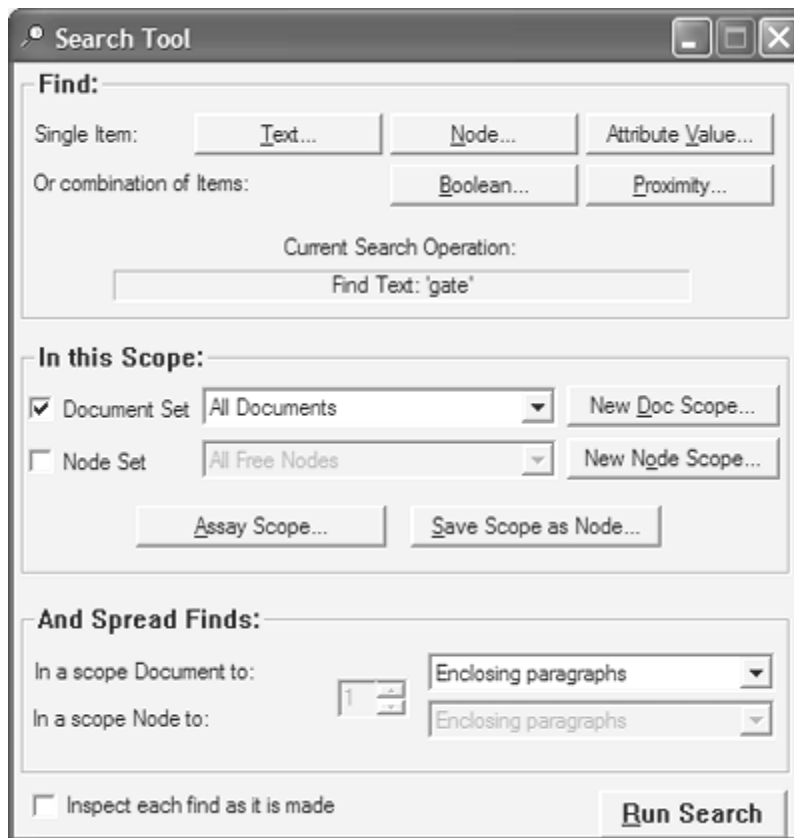 Search Tool
Find:
Single Item: Text... Node... Attribute Value...
Or combination of Items: Boolean... Proximity...
Current Search Operation:
Find Text: 'gate'
In this Scope:
Document Set All Documents New Doc Scope...
Node Set All Free Nodes New Node Scope...
Assay Scope... Save Scope as Node...
And Spread Finds:
In a scope Document to: Enclosing paragraphs
1
In a scope Node to: Enclosing paragraphs
Inspect each find as it is made
Run Search